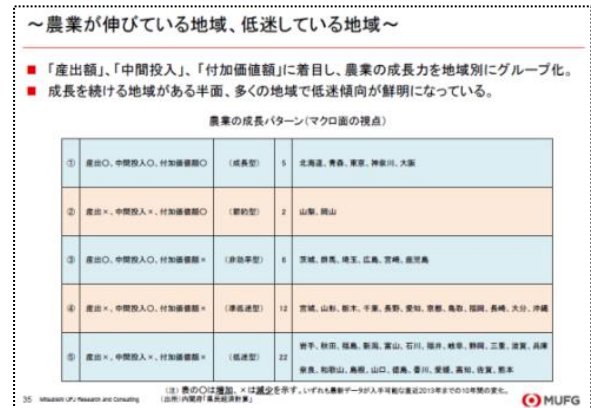 ～農業が伸びている地域、低迷している地域～
■ 「産出額」、「中間投入」、「付加価値額」に着目し、農業の成長力を地域別にグループ化。
■ 成長を続ける地域がある半面、多くの地域で低迷傾向が鮮明になっている。
農業の成長パターン(マクロ面の視点)
① 産出〇、中間投入〇、付加価値額〇 （成長型） 5 北海道、青森、東京、神奈川、大阪
② 産出×、中間投入×、付加価値額〇 （節約型） 2 山梨、岡山
③ 産出〇、中間投入〇、付加価値額× （非効率型） 6 茨城、群馬、埼玉、広島、宮崎、鹿児島
④ 産出×、中間投入〇、付加価値額× （準低迷型） 12 宮城、山形、栃木、千葉、長野、愛知、京都、鳥取、福岡、長崎、大分、沖縄
⑤ 産出×、中間投入×、付加価値額× （低迷型） 22 岩手、秋田、福島、新潟、富山、石川、福井、岐阜、静岡、三重、滋賀、兵庫
奈良、和歌山、島根、山口、徳島、香川、愛媛、高知、佐賀、熊本
(注) 表の〇は増加、×は減少を示す。いずれも最新データが入手可能な直近2013年までの10年間の変化。
(出所)内閣府「県民経済計算」
35 Mitsubishi UFJ Research and Consulting
MUFG